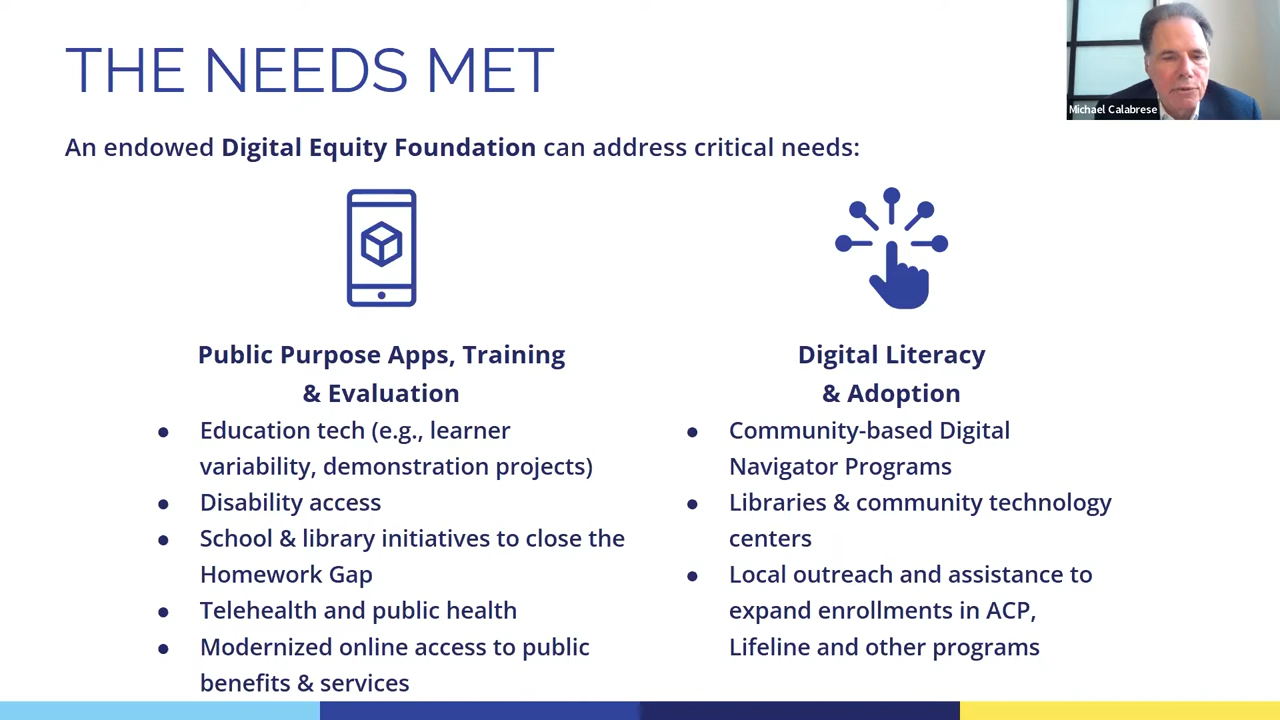 THE NEEDS MET
Michael Calabrese
An endowed Digital Equity Foundation can address critical needs:
Public Purpose Apps, Training
& Evaluation
● Education tech (e.g., learner
variability, demonstration projects)
● Disability access
● School & library initiatives to close the
Homework Gap
● Telehealth and public health
● Modernized online access to public
benefits & services
Digital Literacy
& Adoption
● Community-based Digital
Navigator Programs
● Libraries & community technology
centers
● Local outreach and assistance to
expand enrollments in ACP,
Lifeline and other programs